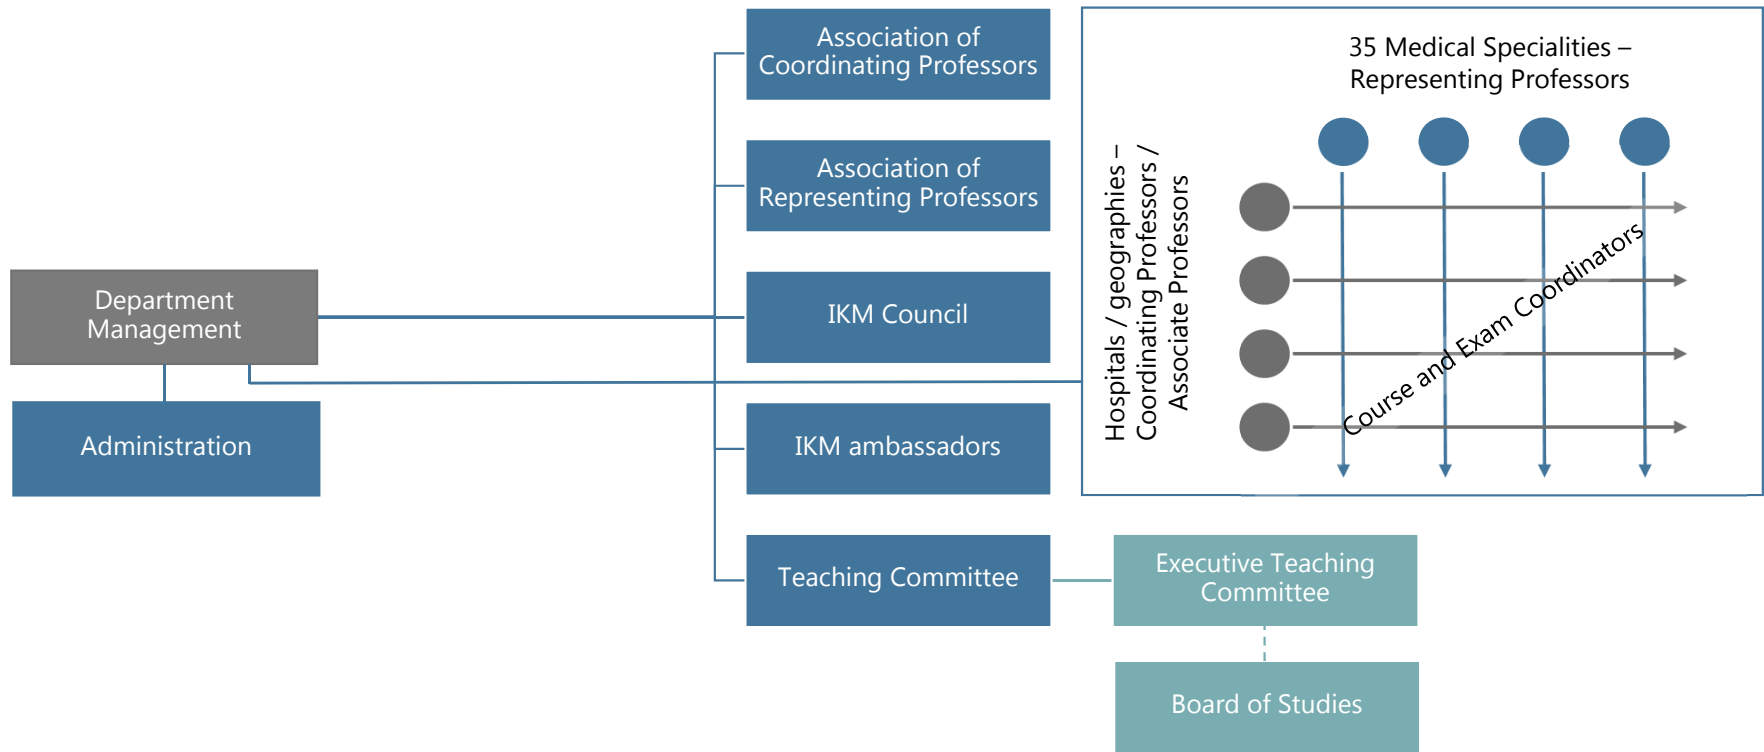 Association of
Coordinating Professors
35 Medical Specialities –
Representing Professors
Association of
Representing Professors
Hospitals / geographies –
Coordinating Professors /
Associate Professors
Course and Exam Coordinators
Department
Management
IKM Council
Administration
IKM ambassadors
Teaching Committee
Executive Teaching
Committee
Board of Studies